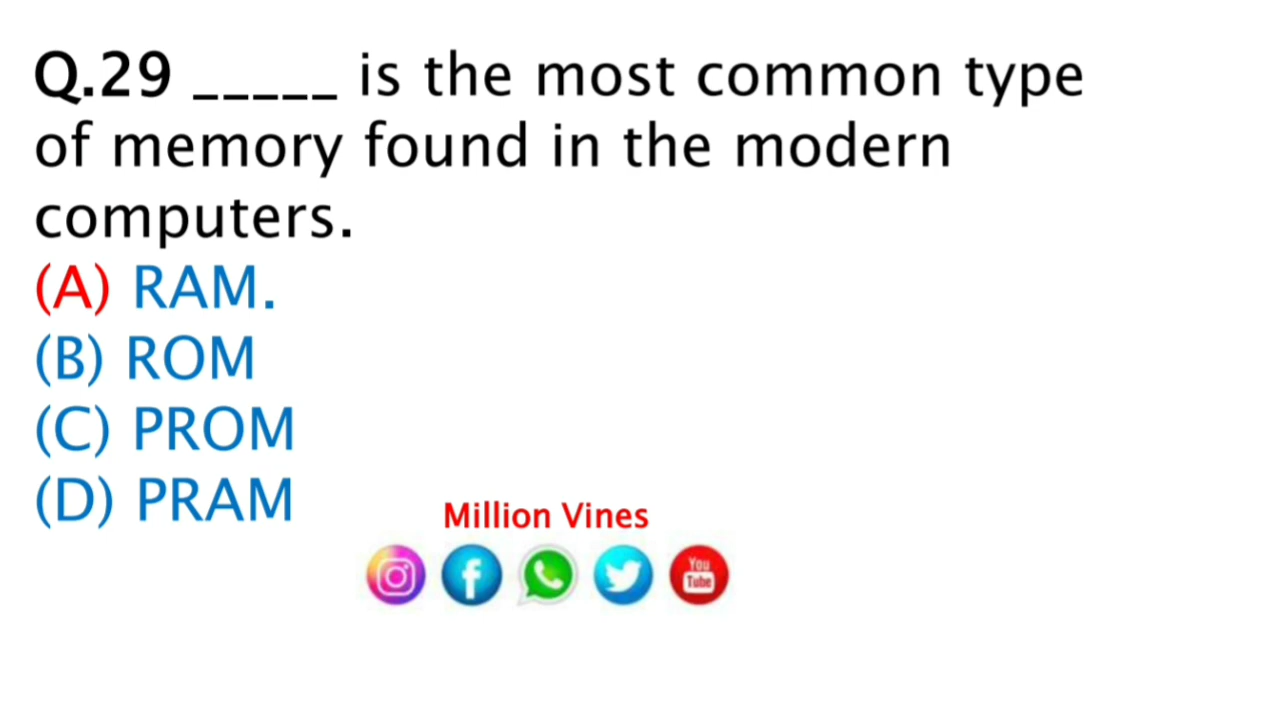 Q.29 _____ is the most common type
of memory found in the modern
computers.
(A) RAM.
(B) ROM
(C) PROM
(D) PRAM
Million Vines
You
Tube